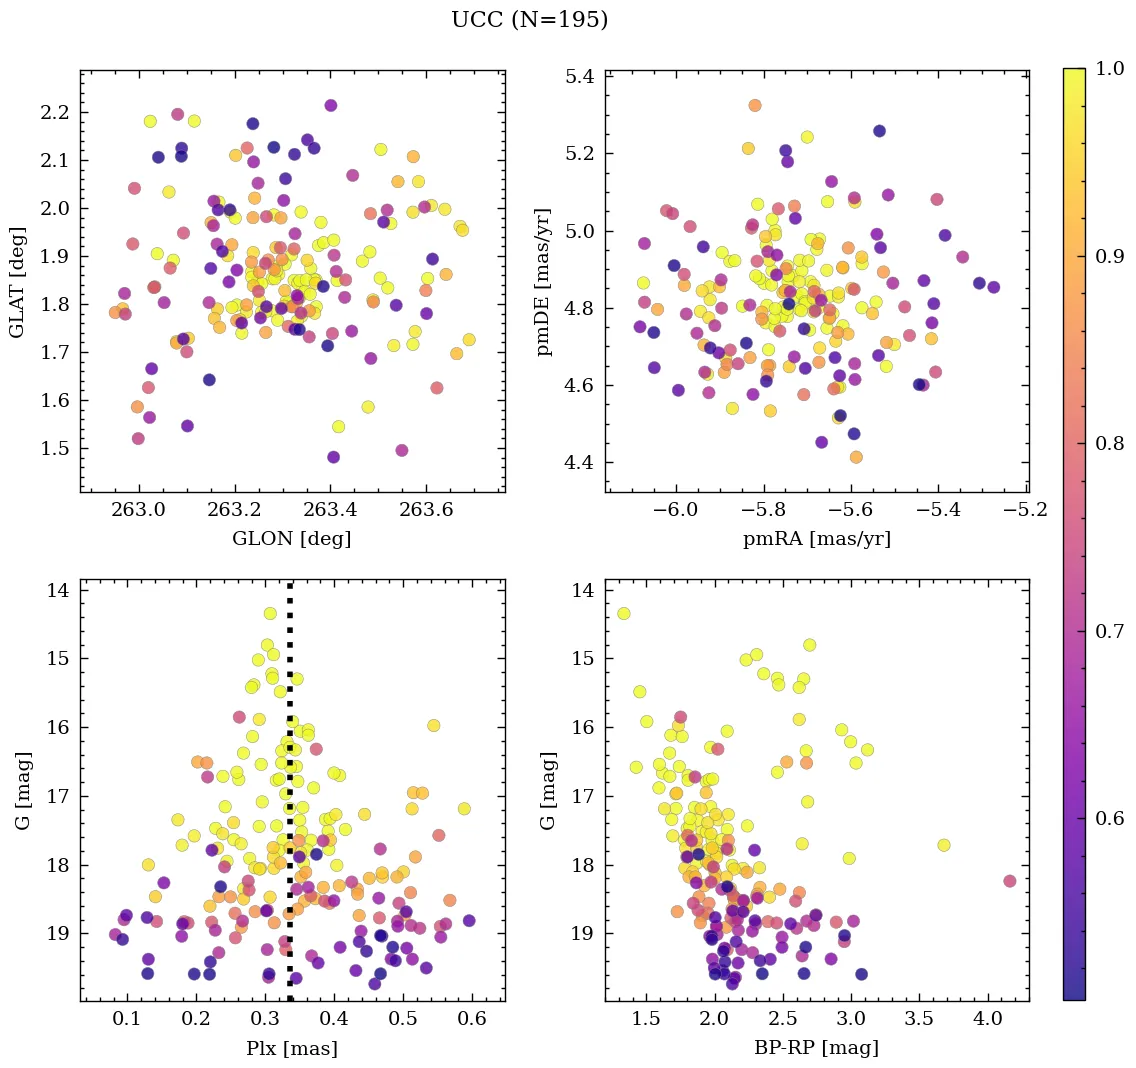 UCC (N=195)
2.2
2.1
2.0
1.9
1.8
1.7
1.6
1.5
GLAT [deg]
263.0 263.2 263.4 263.6
GLON [deg]
5.4
5.2
5.0
4.8
4.6
4.4
pmDE [mas/yr]
−6.0 −5.8 −5.6 −5.4 −5.2
pmRA [mas/yr]
14
15
16
17
18
19
G [mag]
0.1 0.2 0.3 0.4 0.5 0.6
Plx [mas]
14
15
16
17
18
19
G [mag]
1.5 2.0 2.5 3.0 3.5 4.0
BP-RP [mag]
1.0
0.9
0.8
0.7
0.6